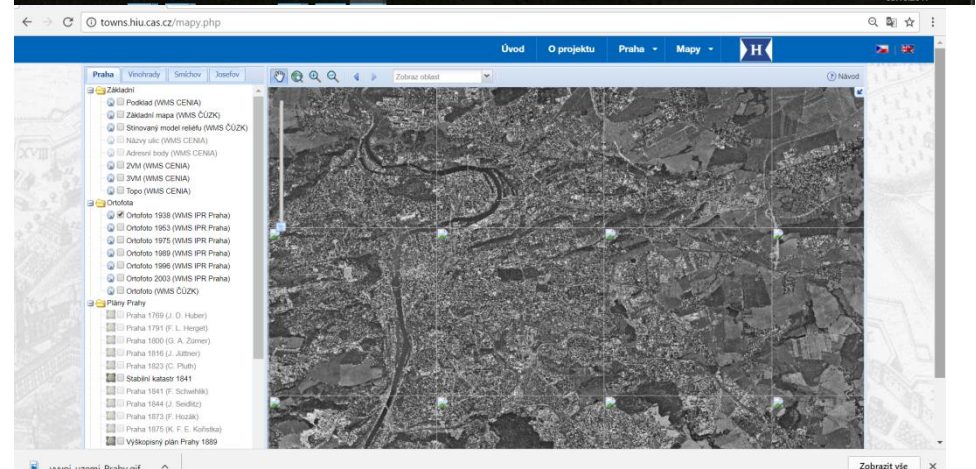 towns.hiu.cas.cz/mapy.php
Úvod O projektu Praha Mapy H
Praha Vinohrady Smíchov Josefov
Zobraz oblast
Návod
Základní
Podklad (WMS CENIA)
Základní mapa (WMS ČÚZK)
Stínovaný model reliéfu (WMS ČÚZK)
Názvy ulic (WMS CENIA)
Adresní body (WMS CENIA)
2VM (WMS CENIA)
3VM (WMS CENIA)
Topo (WMS CENIA)
Ortofota
Ortofoto 1938 (WMS IPR Praha)
Ortofoto 1953 (WMS IPR Praha)
Ortofoto 1975 (WMS IPR Praha)
Ortofoto 1989 (WMS IPR Praha)
Ortofoto 1996 (WMS IPR Praha)
Ortofoto 2003 (WMS IPR Praha)
Ortofoto (WMS ČÚZK)
Plány Prahy
Praha 1769 (J. D. Huber)
Praha 1791 (F. L. Herget)
Praha 1800 (G. A. Zürner)
Praha 1816 (J. Jüttner)
Praha 1823 (C. Pluth)
Stabilní katastr 1841
Praha 1841 (F. Schwihlik)
Praha 1844 (J. Seidlitz)
Praha 1873 (F. Hozák)
Praha 1875 (K. F. E. Kořistka)
Výškopisný plán Prahy 1889
vyvoj_uzemi_Prahy.gif
Zobrazit vše